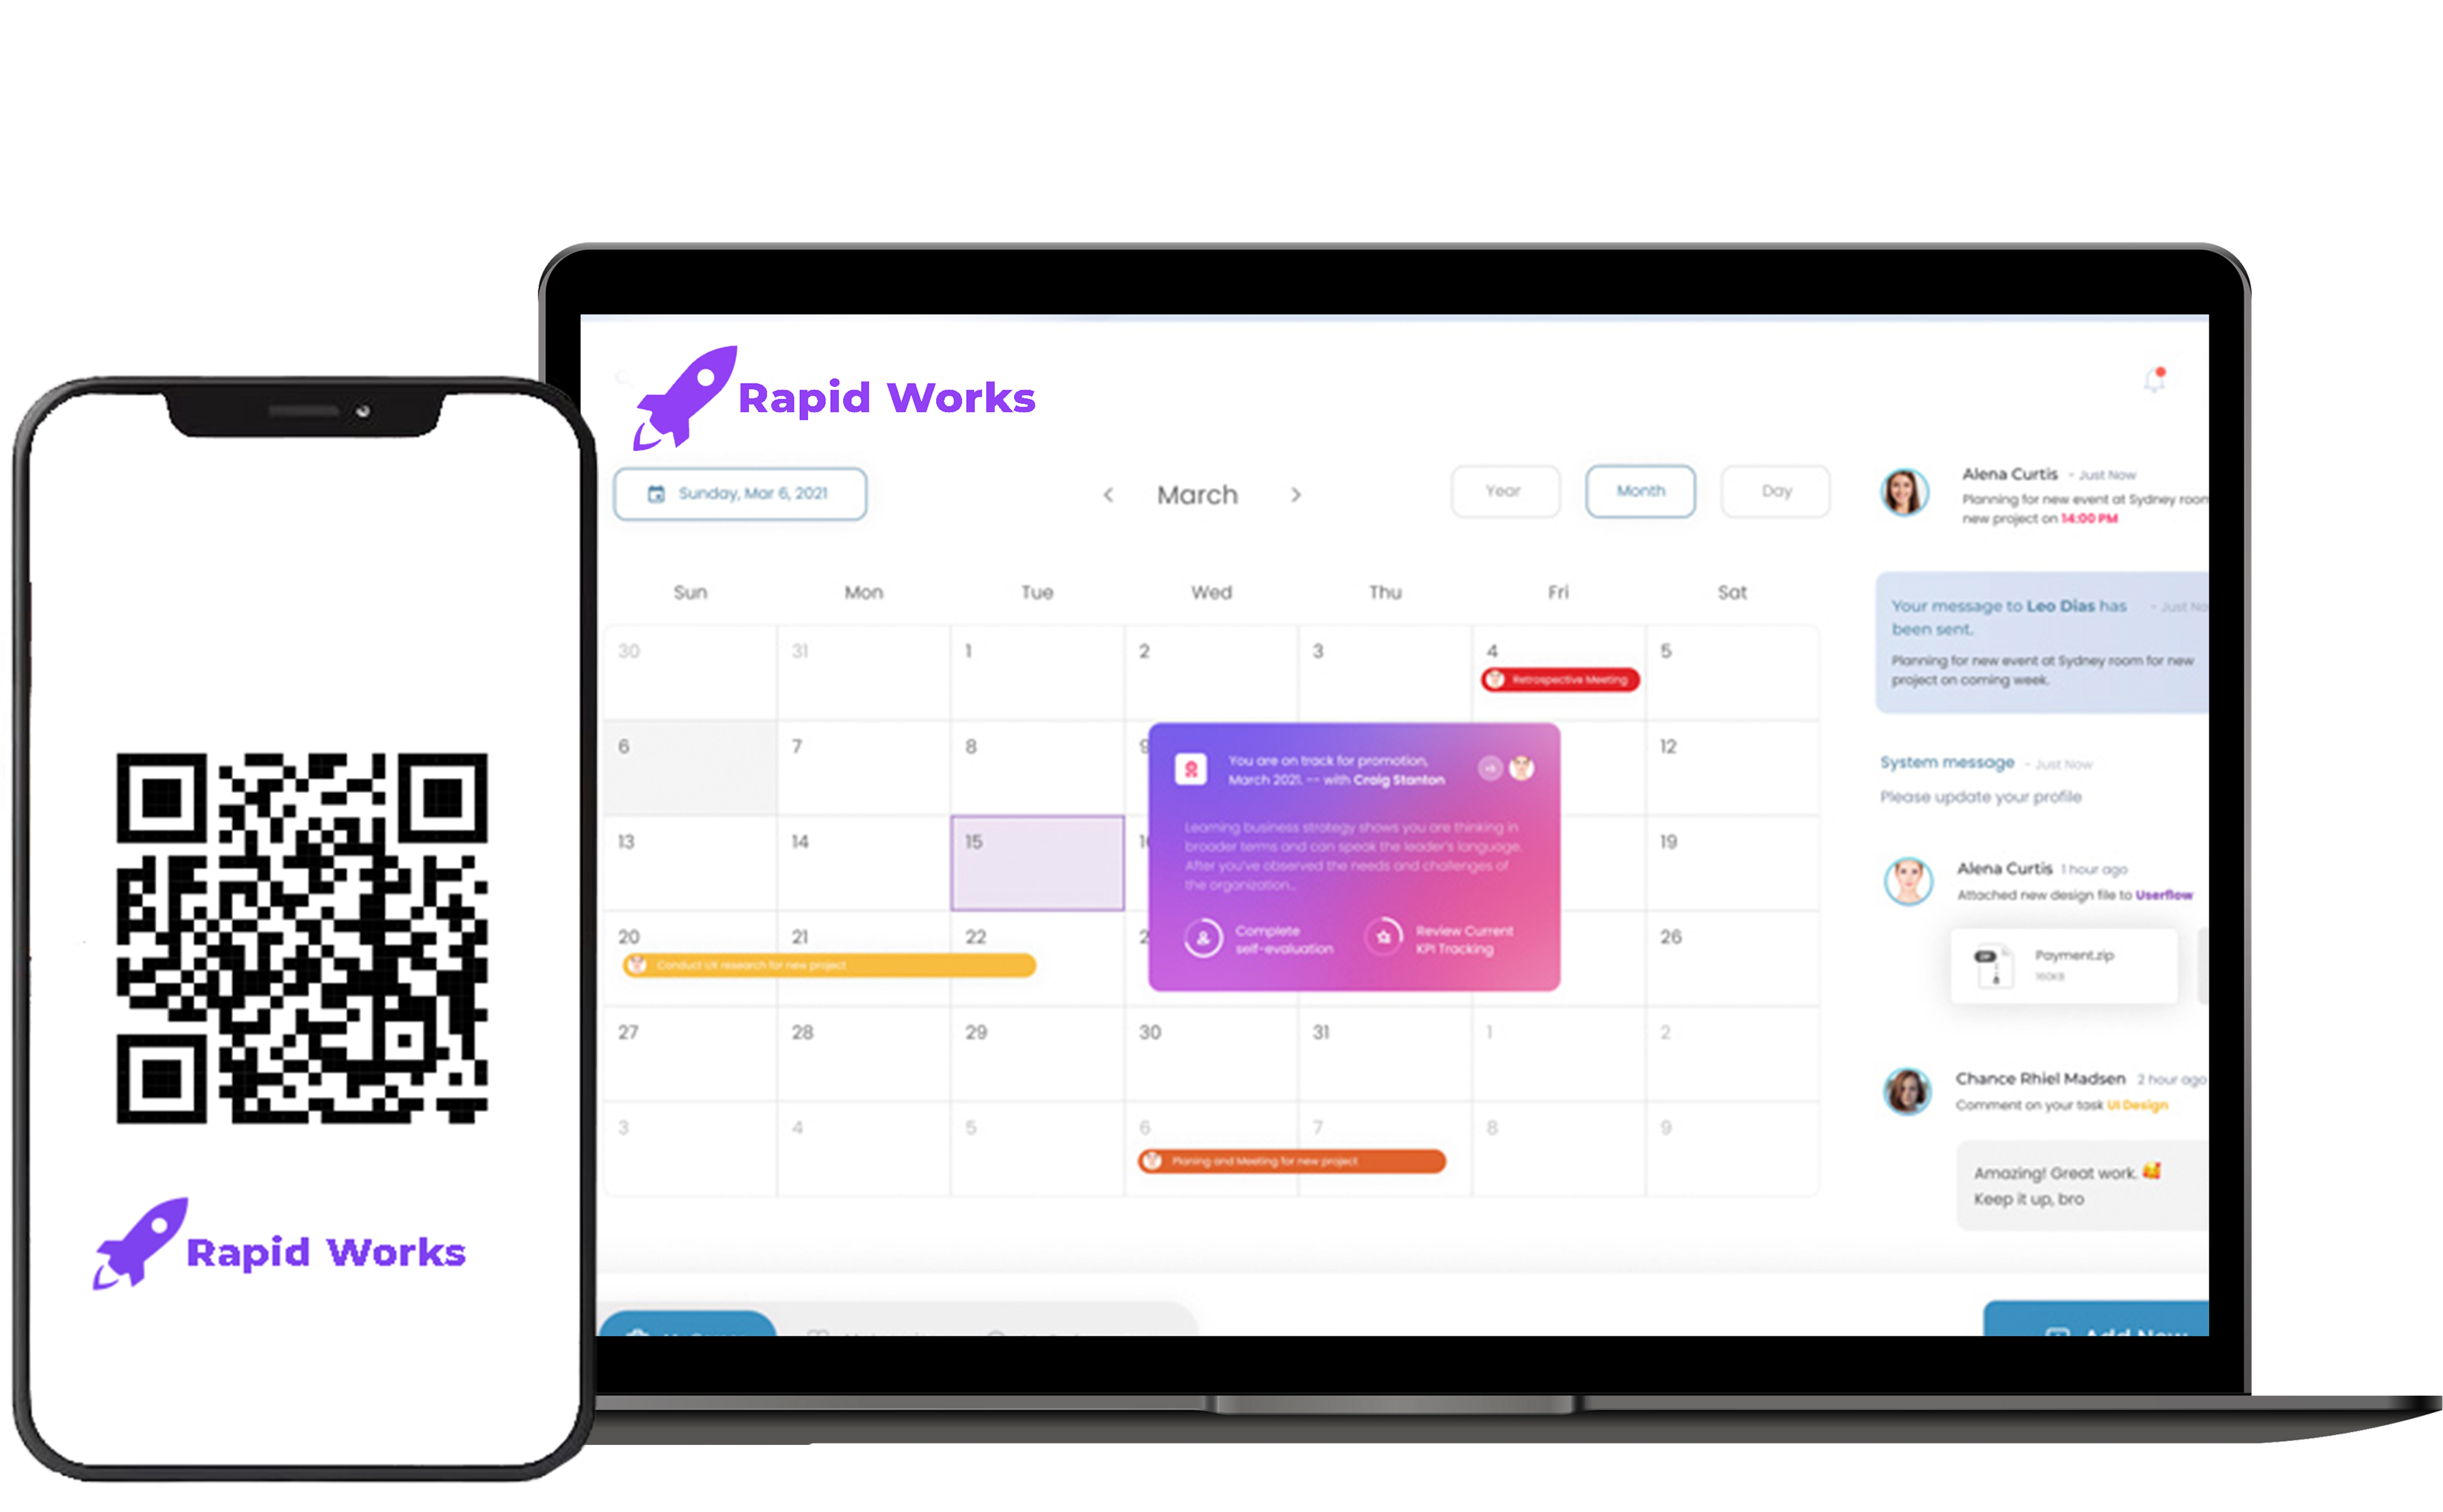 Rapid Works
Sunday, Mar 6, 2021
March
Year
Month
Day
Sun
Mon
Tue
Wed
Thu
Fri
Sat
30
31
1
2
3
4
5
Retrospective Meeting
6
7
8
9
12
You are on track for promotion,
March 2021. -- with Craig Stanton
Learning business strategy shows you are thinking in
broader terms and can speak the leader's language.
After you've observed the needs and challenges of
the organization...
Complete
self-evaluation
Review Current
KPI Tracking
13
14
15
19
20
21
22
26
Conduct UX research for new project
27
28
29
30
31
1
2
3
4
5
6
7
8
9
Planing and Meeting for new project
Alena Curtis - Just Now
Planning for new event at Sydney room
new project on 14:00 PM
Your message to Leo Dias has - Just No
been sent.
Planning for new event at Sydney room for new
project on coming week.
System message - Just Now
Please update your profile
Alena Curtis 1 hour ago
Attached new design file to Userflow
Payment.zip
160KB
Chance Rhiel Madsen 2 hour ago
Comment on your task UI Design
Amazing! Great work. 🥰
Keep it up, bro
Add New
Rapid Works